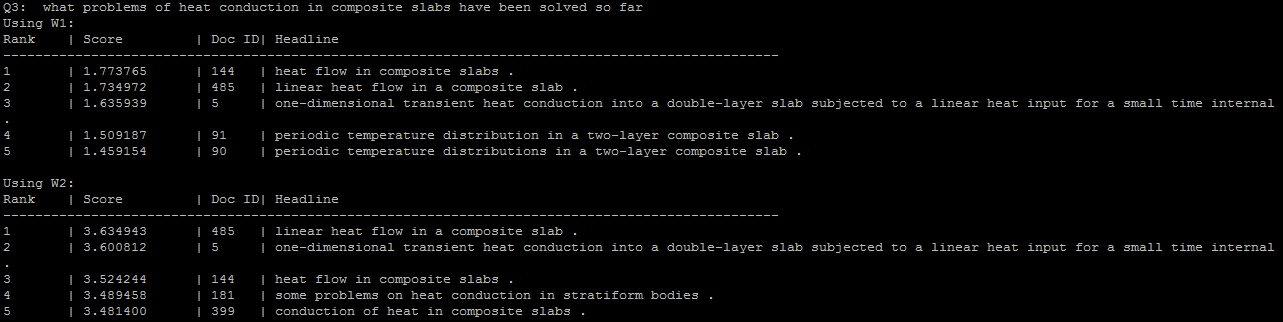 Q3:  what problems of heat conduction in composite slabs have been solved so far
Using W1:
Rank    | Score         | Doc ID| Headline
-------------------------------------------------------------------------------------------------
1       | 1.773765      | 144   | heat flow in composite slabs .
2       | 1.734972      | 485   | linear heat flow in a composite slab .
3       | 1.635939      | 5     | one-dimensional transient heat conduction into a double-layer slab subjected to a linear heat input for a small time internal
.
4       | 1.509187      | 91    | periodic temperature distribution in a two-layer composite slab .
5       | 1.459154      | 90    | periodic temperature distributions in a two-layer composite slab .
Using W2:
Rank    | Score         | Doc ID| Headline
-------------------------------------------------------------------------------------------------
1       | 3.634943      | 485   | linear heat flow in a composite slab .
2       | 3.600812      | 5     | one-dimensional transient heat conduction into a double-layer slab subjected to a linear heat input for a small time internal
.
3       | 3.524244      | 144   | heat flow in composite slabs .
4       | 3.489458      | 181   | some problems on heat conduction in stratiform bodies .
5       | 3.481400      | 399   | conduction of heat in composite slabs .